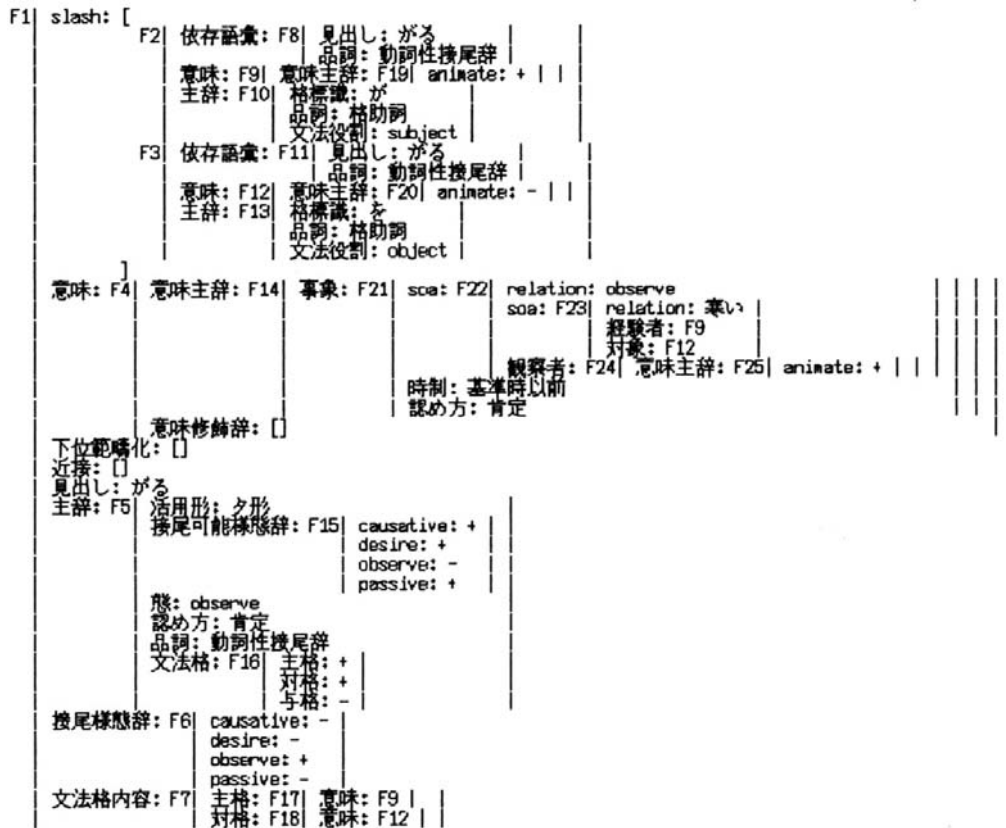 F1| slash: [
F2| 依存語彙: F8| 見出し: がる | |
| 品詞: 動詞性接尾辞 | |
| 意味: F9| 意味主辞: F19| animate: + | | |
| 主辞: F10| 格標識: が | |
| 品詞: 格助詞 | |
| 文法役割: subject | |
F3| 依存語彙: F11| 見出し: がる | |
| 品詞: 動詞性接尾辞 | |
| 意味: F12| 意味主辞: F20| animate: - | | |
| 主辞: F13| 格標識: を | |
| 品詞: 格助詞 | |
| 文法役割: object | |
]
意味: F4| 意味主辞: F14| 事象: F21| soa: F22| relation: observe | | | |
soa: F23| relation: 寒い | | | | |
| 経験者: F9 | | | | |
| 対象: F12 | | | | |
観察者: F24| 意味主辞: F25| animate: + | | | | | |
| 時制: 基準時以前 | | |
| 認め方: 肯定 | | |
| 意味修飾辞: [] |
下位範疇化: []
近接: []
見出し: がる
主辞: F5| 活用形: タ形 |
| 接尾可能様態辞: F15| causative: + | |
| desire: + | |
| observe: - | |
| passive: + | |
| 態: observe |
| 認め方: 肯定 |
| 品詞: 動詞性接尾辞 |
| 文法格: F16| 主格: + | |
| 対格: + | |
| 与格: - | |
接尾様態辞: F6| causative: - |
| desire: - |
| observe: + |
| passive: - |
文法格内容: F7| 主格: F17| 意味: F9 | |
| 対格: F18| 意味: F12 | |